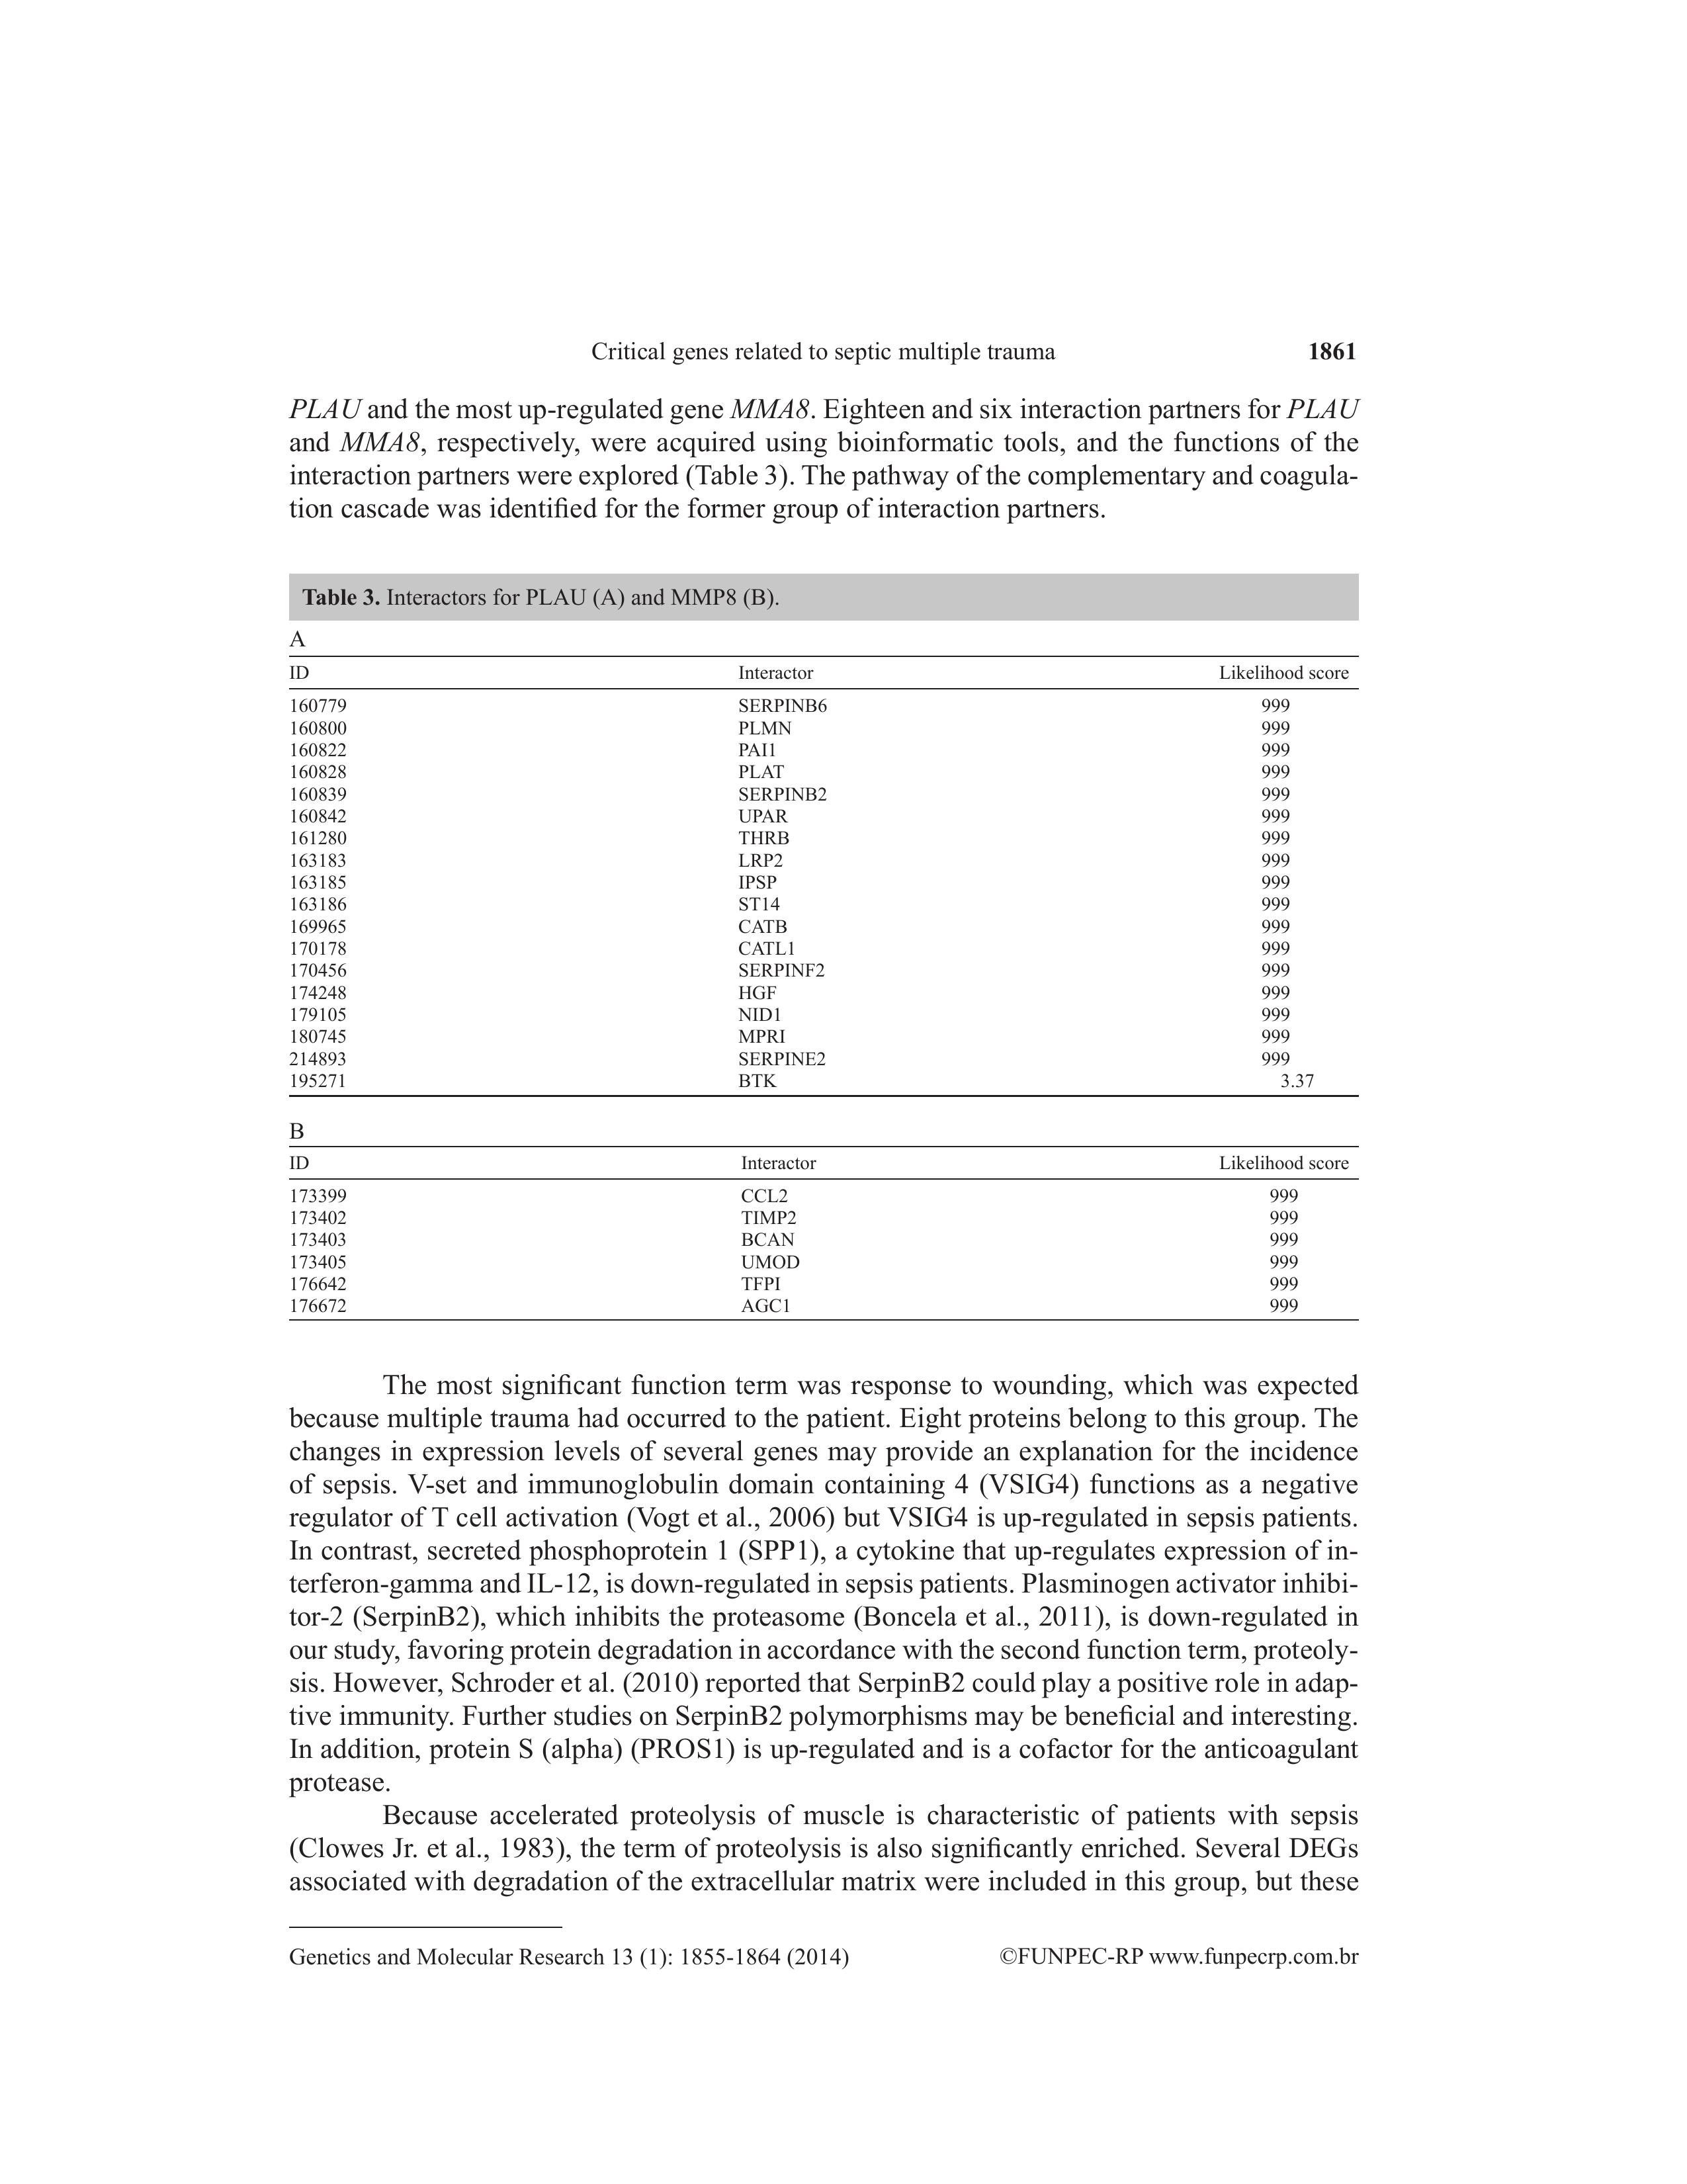 Critical genes related to septic multiple trauma 1861
PLAU and the most up-regulated gene MMA8. Eighteen and six interaction partners for PLAU
and MMA8, respectively, were acquired using bioinformatic tools, and the functions of the
interaction partners were explored (Table 3). The pathway of the complementary and coagula-
tion cascade was identified for the former group of interaction partners.
Table 3. Interactors for PLAU (A) and MMP8 (B).
A
ID Interactor Likelihood score
160779 SERPINB6 999
160800 PLMN 999
160822 PAI1 999
160828 PLAT 999
160839 SERPINB2 999
160842 UPAR 999
161280 THRB 999
163183 LRP2 999
163185 IPSP 999
163186 ST14 999
169965 CATB 999
170178 CATL1 999
170456 SERPINF2 999
174248 HGF 999
179105 NID1 999
180745 MPRI 999
214893 SERPINE2 999
195271 BTK 3.37
B
ID Interactor Likelihood score
173399 CCL2 999
173402 TIMP2 999
173403 BCAN 999
173405 UMOD 999
176642 TFPI 999
176672 AGC1 999
The most significant function term was response to wounding, which was expected
because multiple trauma had occurred to the patient. Eight proteins belong to this group. The
changes in expression levels of several genes may provide an explanation for the incidence
of sepsis. V-set and immunoglobulin domain containing 4 (VSIG4) functions as a negative
regulator of T cell activation (Vogt et al., 2006) but VSIG4 is up-regulated in sepsis patients.
In contrast, secreted phosphoprotein 1 (SPP1), a cytokine that up-regulates expression of in-
terferon-gamma and IL-12, is down-regulated in sepsis patients. Plasminogen activator inhibi-
tor-2 (SerpinB2), which inhibits the proteasome (Boncela et al., 2011), is down-regulated in
our study, favoring protein degradation in accordance with the second function term, proteoly-
sis. However, Schroder et al. (2010) reported that SerpinB2 could play a positive role in adap-
tive immunity. Further studies on SerpinB2 polymorphisms may be beneficial and interesting.
In addition, protein S (alpha) (PROS1) is up-regulated and is a cofactor for the anticoagulant
protease.
Because accelerated proteolysis of muscle is characteristic of patients with sepsis
(Clowes Jr. et al., 1983), the term of proteolysis is also significantly enriched. Several DEGs
associated with degradation of the extracellular matrix were included in this group, but these
Genetics and Molecular Research 13 (1): 1855-1864 (2014) ©FUNPEC-RP www.funpecrp.com.br